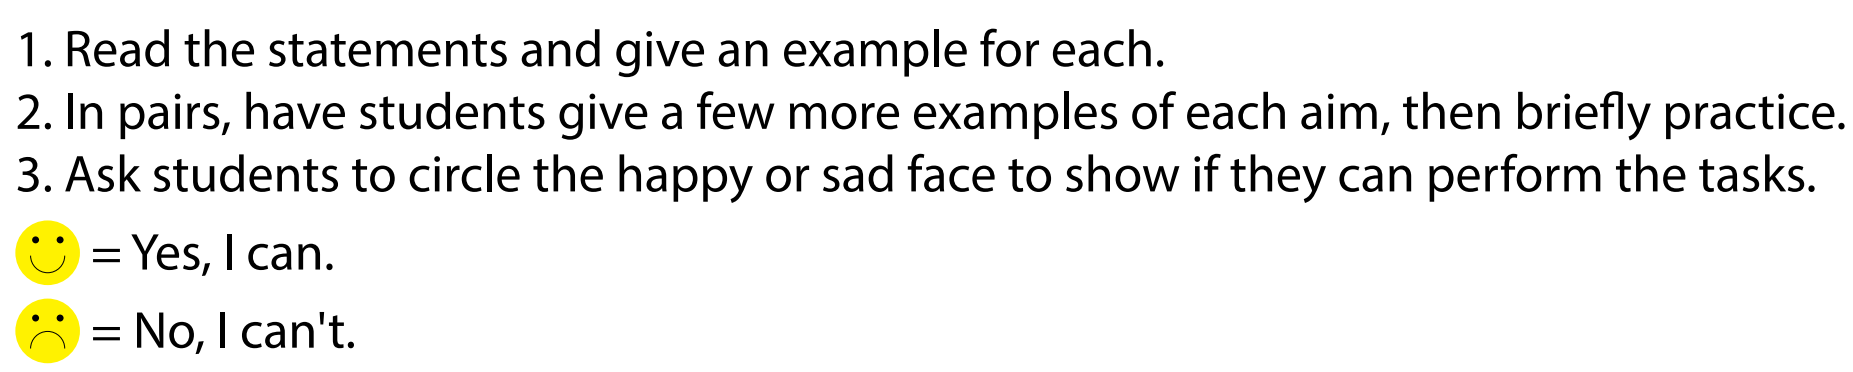 1. Read the statements and give an example for each.
2. In pairs, have students give a few more examples of each aim, then briefly practice.
3. Ask students to circle the happy or sad face to show if they can perform the tasks.
= Yes, I can.
= No, I can't.